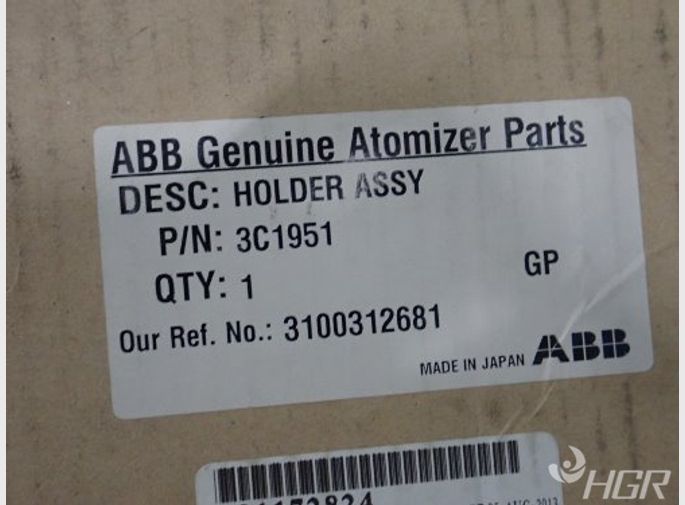 ABB Genuine Atomizer Parts
DESC: HOLDER ASSY
P/N: 3C1951
QTY: 1
GP
Our Ref. No.: 3100312681
MADE IN JAPAN ABB
HGR